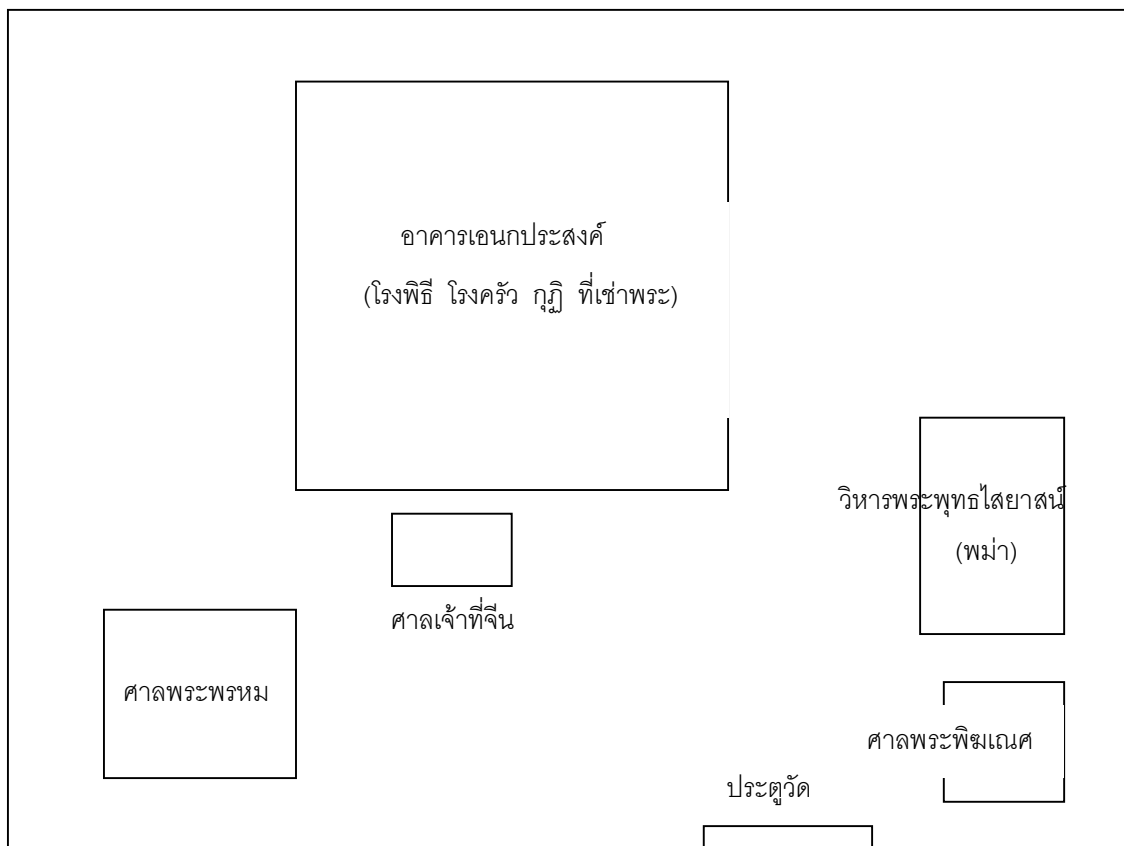 อาคารเอนกประสงค์
(โรงพิธี โรงครัว กุฏิ ที่เช่าพระ)
วิหารพระพุทธไสยาสน์
(พม่า)
ศาลเจ้าที่จีน
ศาลพระพรหม
ศาลพระพิฆเณศ
ประตูวัด